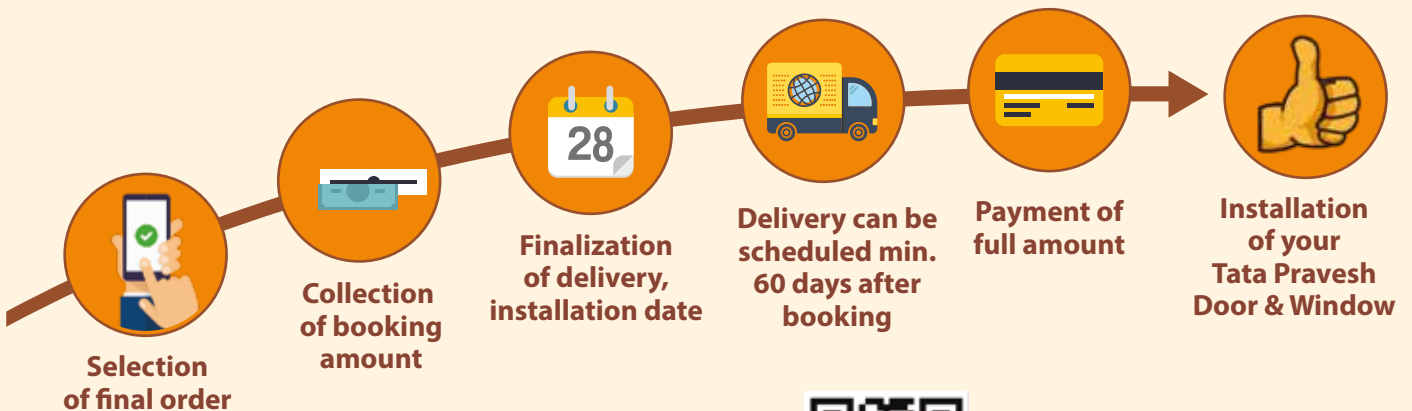 Selection
of final order
Collection
of booking
amount
28
Finalization
of delivery,
installation date
Delivery can be
scheduled min.
60 days after
booking
Payment of
full amount
Installation
of your
Tata Pravesh
Door & Window